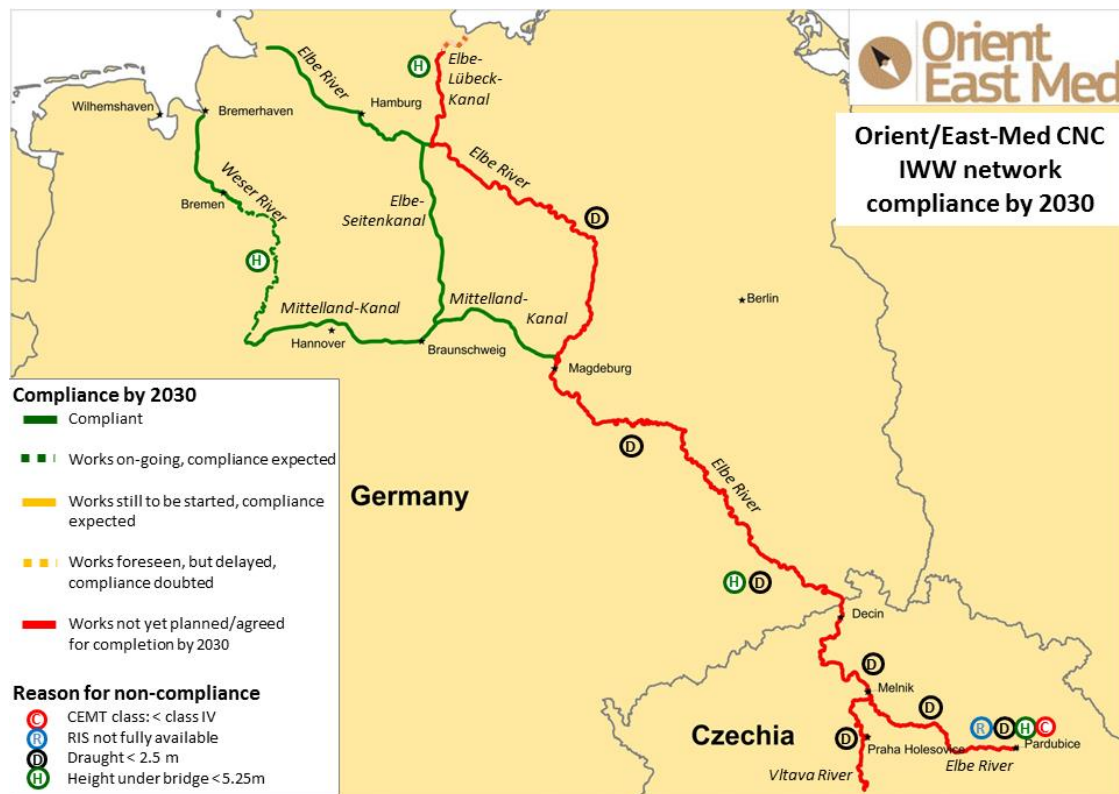 Orient
East Med
Orient/East-Med CNC
IWW network
compliance by 2030
Elbe River
H
Elbe-
Lübeck-
Kanal
Wilhemshaven
Bremerhaven
Hamburg
Weser River
Bremen
Elbe River
D
Elbe-
Seitenkanal
H
Berlin
Mittelland-Kanal
Mittelland-
Kanal
Hannover
Braunschweig
Magdeburg
D
Elbe River
Germany
H D
Decin
D
Melnik
D
Czechia
D
Praha Holesovice
R D H C
Pardubice
Vltava River
Elbe River
Compliance by 2030
Compliant
Works on-going, compliance expected
Works still to be started, compliance
expected
Works foreseen, but delayed,
compliance doubted
Works not yet planned/agreed
for completion by 2030
Reason for non-compliance
C CEMT class: < class IV
R RIS not fully available
D Draught < 2.5 m
H Height under bridge <5.25m